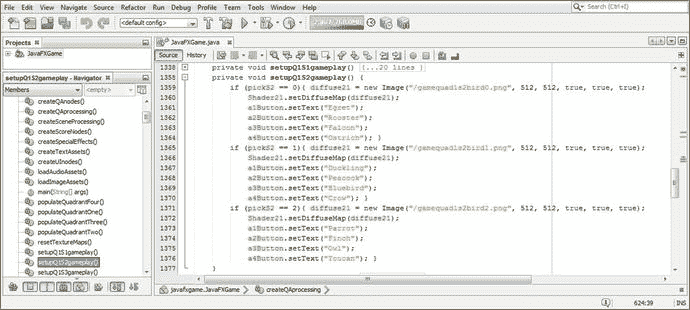 File Edit View Navigate Source Refactor Run Debug Profile Team Tools Window Help
Search (Ctrl+I)
<default config>
Projects
JavaFXGame
JavaFXGame.java
Source History
setupQ1S2gameplay - Navigator
Members <empty>
createQAnodes()
createQAprocessing()
createSceneProcessing()
createScoreNodes()
createSpecialEffects()
createTextAssets()
createUInodes()
loadAudioAssets()
loadImageAssets()
main(String[] args)
populateQuadrantFour()
populateQuadrantOne()
populateQuadrantThree()
populateQuadrantTwo()
resetTextureMaps()
setupQ1S1gameplay()
setupQ1S2gameplay()
setupQ1S3gameplay()
1338 private void setupQ1S1gameplay() {...20 lines }
1358 private void setupQ1S2gameplay() {
1359 if (pickS2 == 0){ diffuse21 = new Image("/gamequad1s2bird0.png", 512, 512, true, true, true);
1360 Shader21.setDiffuseMap(diffuse21);
1361 a1Button.setText("Egret");
1362 a2Button.setText("Rooster");
1363 a3Button.setText("Falcon");
1364 a4Button.setText("Ostrich"); }
1365 if (pickS2 == 1){ diffuse21 = new Image("/gamequad1s2bird1.png", 512, 512, true, true, true);
1366 Shader21.setDiffuseMap(diffuse21);
1367 a1Button.setText("Duckling");
1368 a2Button.setText("Peacock");
1369 a3Button.setText("Bluebird");
1370 a4Button.setText("Crow"); }
1371 if (pickS2 == 2){ diffuse21 = new Image("/gamequad1s2bird2.png", 512, 512, true, true, true);
1372 Shader21.setDiffuseMap(diffuse21);
1373 a1Button.setText("Parrot");
1374 a2Button.setText("Finch");
1375 a3Button.setText("Owl");
1376 a4Button.setText("Toucan"); }
1377 }
javafxgame.JavaFXGame createQAprocessing()
624:39 INS